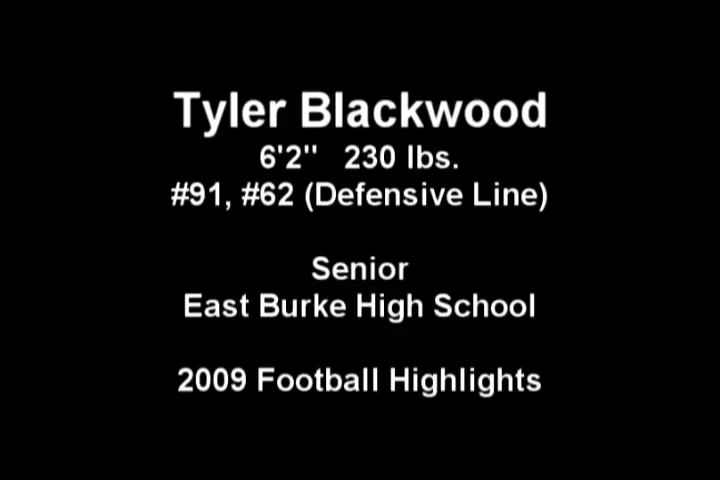 Tyler Blackwood
6'2" 230 lbs.
#91, #62 (Defensive Line)
Senior
East Burke High School
2009 Football Highlights